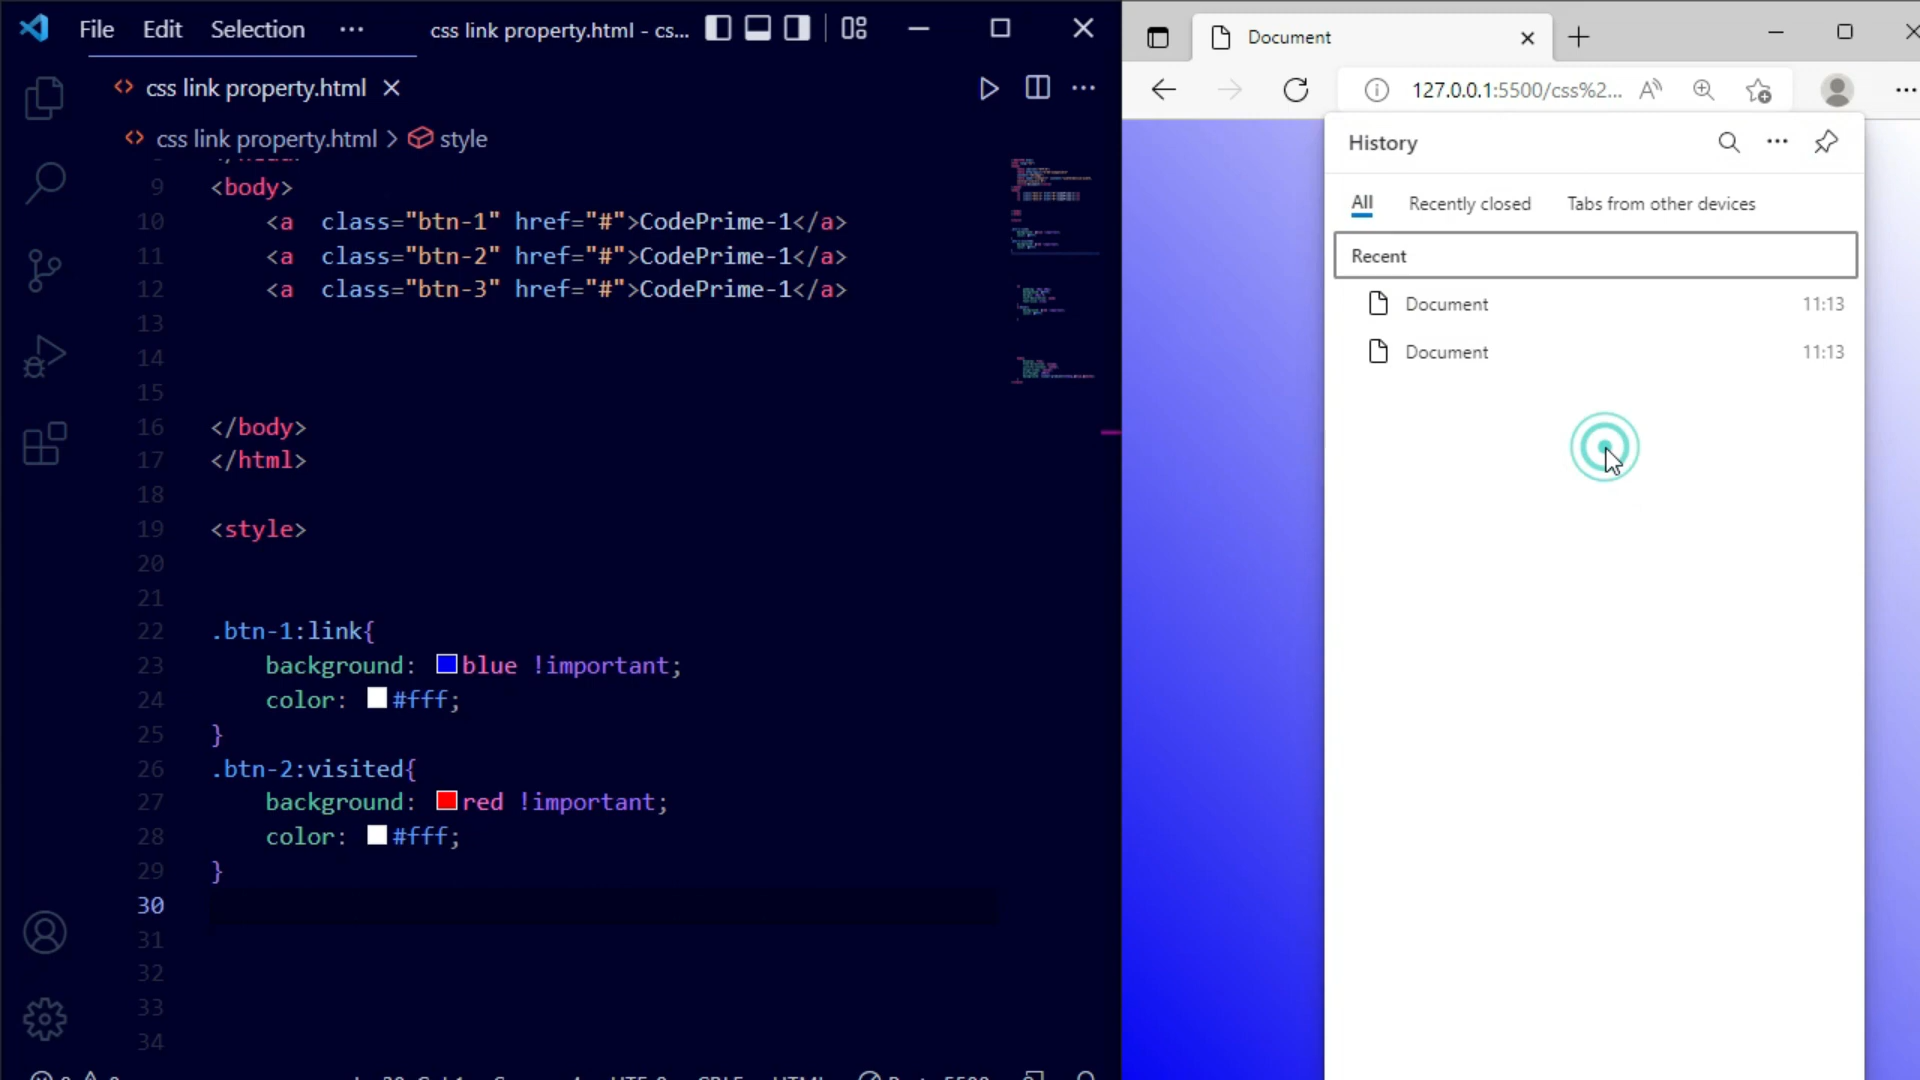 File Edit Selection ··· css link property.html - cs...
css link property.html
css link property.html > style
9 <body>
10 <a  class="btn-1" href="#">CodePrime-1</a>
11 <a  class="btn-2" href="#">CodePrime-1</a>
12 <a  class="btn-3" href="#">CodePrime-1</a>
13
14
15
16 </body>
17 </html>
18
19 <style>
20
21
22 .btn-1:link{
23 background: blue !important;
24 color: #fff;
25 }
26 .btn-2:visited{
27 background: red !important;
28 color: #fff;
29 }
30
31
32
33
34
Document
127.0.0.1:5500/css%2...
History
All Recently closed Tabs from other devices
Recent
Document 11:13
Document 11:13